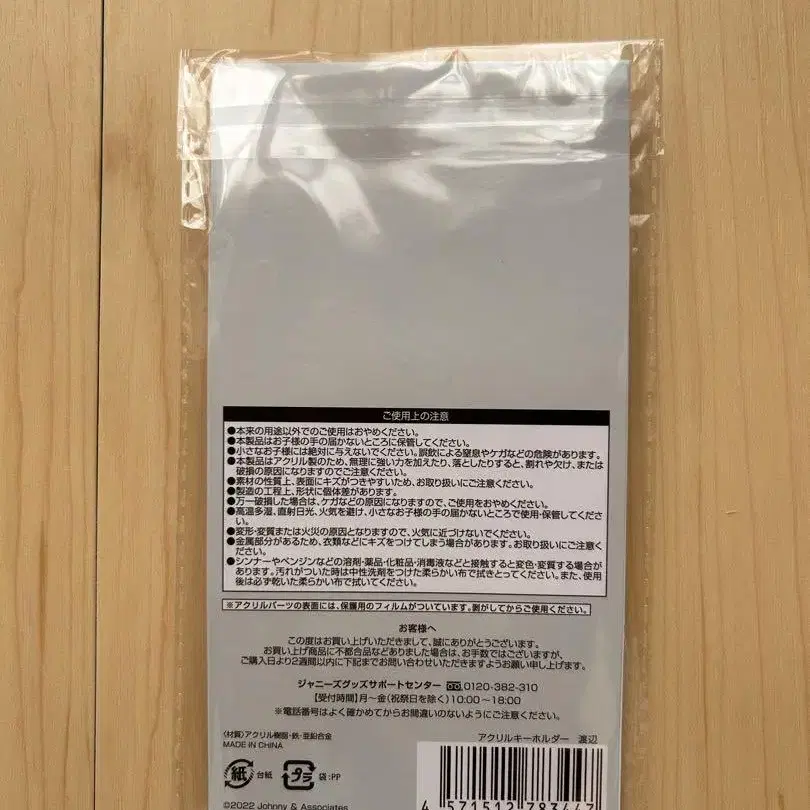 ご使用上の注意
●本来の用途以外でのご使用はおやめください。
●本製品はお子様の手の届かないところに保管してください。
●小さなお子様には絶対に与えないでください。誤飲による窒息やケガなどの危険があります。
●本製品はアクリル製のため、無理に強い力を加えたり、落としたりすると、割れや欠け、または
破損の原因になりますのでご注意ください。
●素材の性質上、表面にキズがつきやすいため、お取り扱いにご注意ください。
●製造の工程上、形状に個体差があります。
●万一破損した場合は、ケガなどの原因になりますので、ご使用をおやめください。
●高温多湿、直射日光、火気を避け、小さなお子様の手の届かないところで使用・保管してくださ
い。
●変形・変質または火災の原因となりますので、火気に近づけないでください。
●金属部分があるため、衣類などにキズをつけてしまう場合があります。お取り扱いにご注意く
ださい。
●シンナーやベンジンなどの溶剤・薬品・化粧品・消毒液などと接触すると変色・変質する場合が
あります。汚れがついた時は中性洗剤をつけた柔らかい布で拭きとってください。また、使用
後は必ず乾いた柔らかい布で拭いてください。
※アクリルパーツの表面には、保護用のフィルムがついています。剥がしてからご使用ください。
お客様へ
この度はお買い上げいただきまして、誠にありがとうございます。
お買い上げ商品に不都合品などありました場合は、お手数ではございますが、
ご購入日より2週間以内に下記までお問い合わせいただきますようお願い申し上げます。
ジャニーズグッズサポートセンター 0120-382-310
【受付時間】月〜金(祝祭日を除く)10:00〜18:00
※電話番号はよく確かめてからお間違いのないようにご注意ください。
〈材質〉アクリル樹脂・鉄・亜鉛合金
MADE IN CHINA
アクリルキーホルダー 渡辺
紙 台紙 プラ 袋:PP
©2022 Johnny & Associates
4 571512 793447